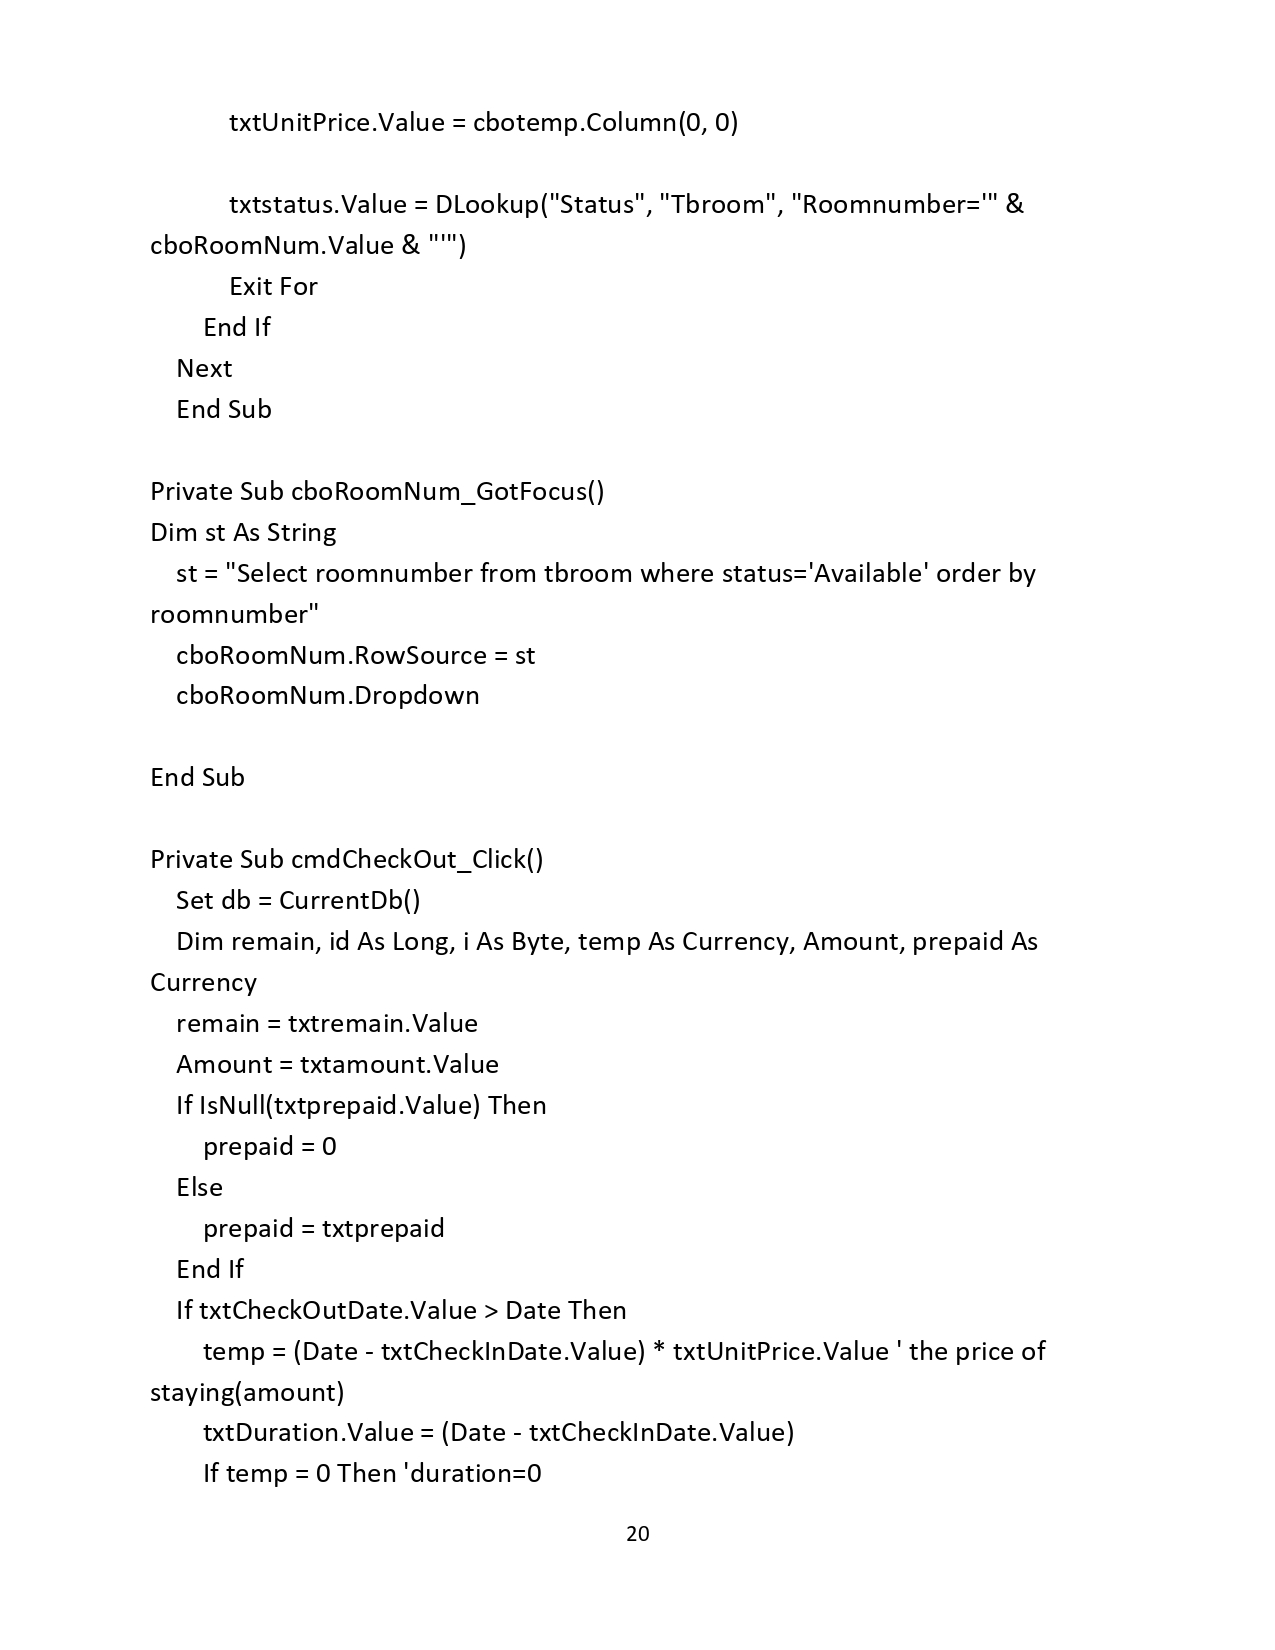 txtUnitPrice.Value = cbotemp.Column(0, 0)
txtstatus.Value = DLookup("Status", "Tbroom", "Roomnumber='" &
cboRoomNum.Value & "'")
Exit For
End If
Next
End Sub
Private Sub cboRoomNum_GotFocus()
Dim st As String
st = "Select roomnumber from tbroom where status='Available' order by
roomnumber"
cboRoomNum.RowSource = st
cboRoomNum.Dropdown
End Sub
Private Sub cmdCheckOut_Click()
Set db = CurrentDb()
Dim remain, id As Long, i As Byte, temp As Currency, Amount, prepaid As
Currency
remain = txtremain.Value
Amount = txtamount.Value
If IsNull(txtprepaid.Value) Then
prepaid = 0
Else
prepaid = txtprepaid
End If
If txtCheckOutDate.Value > Date Then
temp = (Date - txtCheckInDate.Value) * txtUnitPrice.Value ' the price of
staying(amount)
txtDuration.Value = (Date - txtCheckInDate.Value)
If temp = 0 Then 'duration=0
20